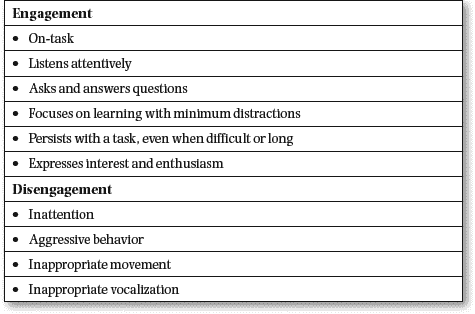 Engagement
• On-task
• Listens attentively
• Asks and answers questions
• Focuses on learning with minimum distractions
• Persists with a task, even when difficult or long
• Expresses interest and enthusiasm
Disengagement
• Inattention
• Aggressive behavior
• Inappropriate movement
• Inappropriate vocalization